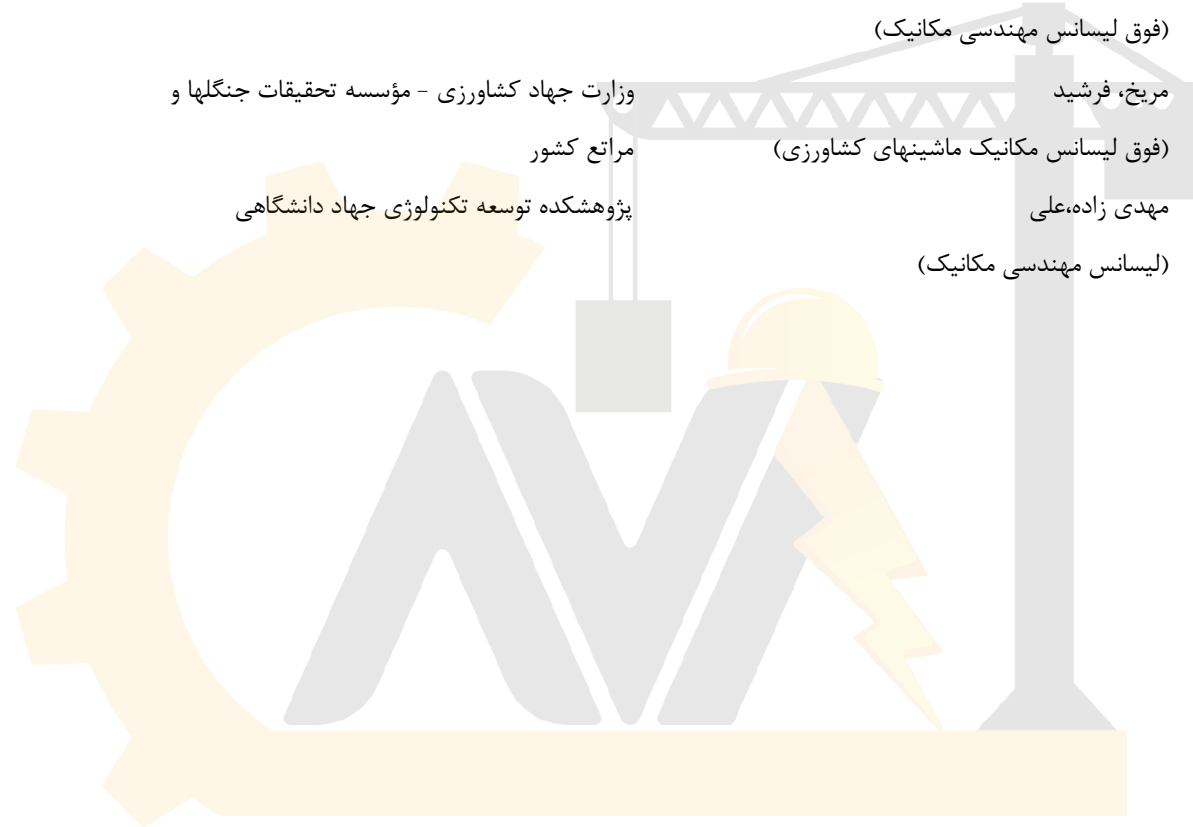 (فوق لیسانس مهندسی مکانیک)
مریخ، فرشید وزارت جهاد کشاورزی - مؤسسه تحقیقات جنگلها و
(فوق لیسانس مکانیک ماشینهای کشاورزی) مراتع کشور
مهدی زاده،علی پژوهشکده توسعه تکنولوژی جهاد دانشگاهی
(لیسانس مهندسی مکانیک)